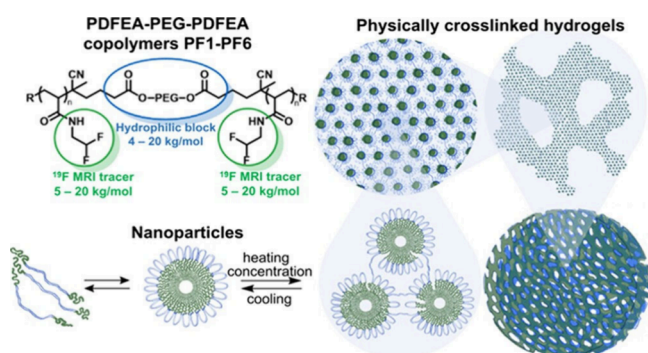 PDFEA-PEG-PDFEA
copolymers PF1-PF6
Physically crosslinked hydrogels
R
n
CN
O
O
O–PEG–O
O
CN
n
R
O
NH
F
F
Hydrophilic block
4 – 20 kg/mol
O
HN
F
F
¹⁹F MRI tracer
5 – 20 kg/mol
¹⁹F MRI tracer
5 – 20 kg/mol
Nanoparticles
heating
concentration
cooling